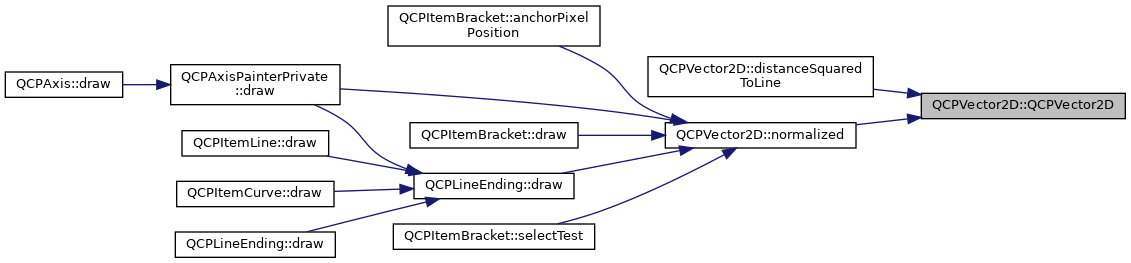 QCPItemBracket::anchorPixel
Position
QCPVector2D::distanceSquared
ToLine
QCPAxisPainterPrivate
::draw
QCPAxis::draw
QCPVector2D::QCPVector2D
QCPItemBracket::draw
QCPVector2D::normalized
QCPItemLine::draw
QCPLineEnding::draw
QCPItemCurve::draw
QCPItemBracket::selectTest
QCPLineEnding::draw